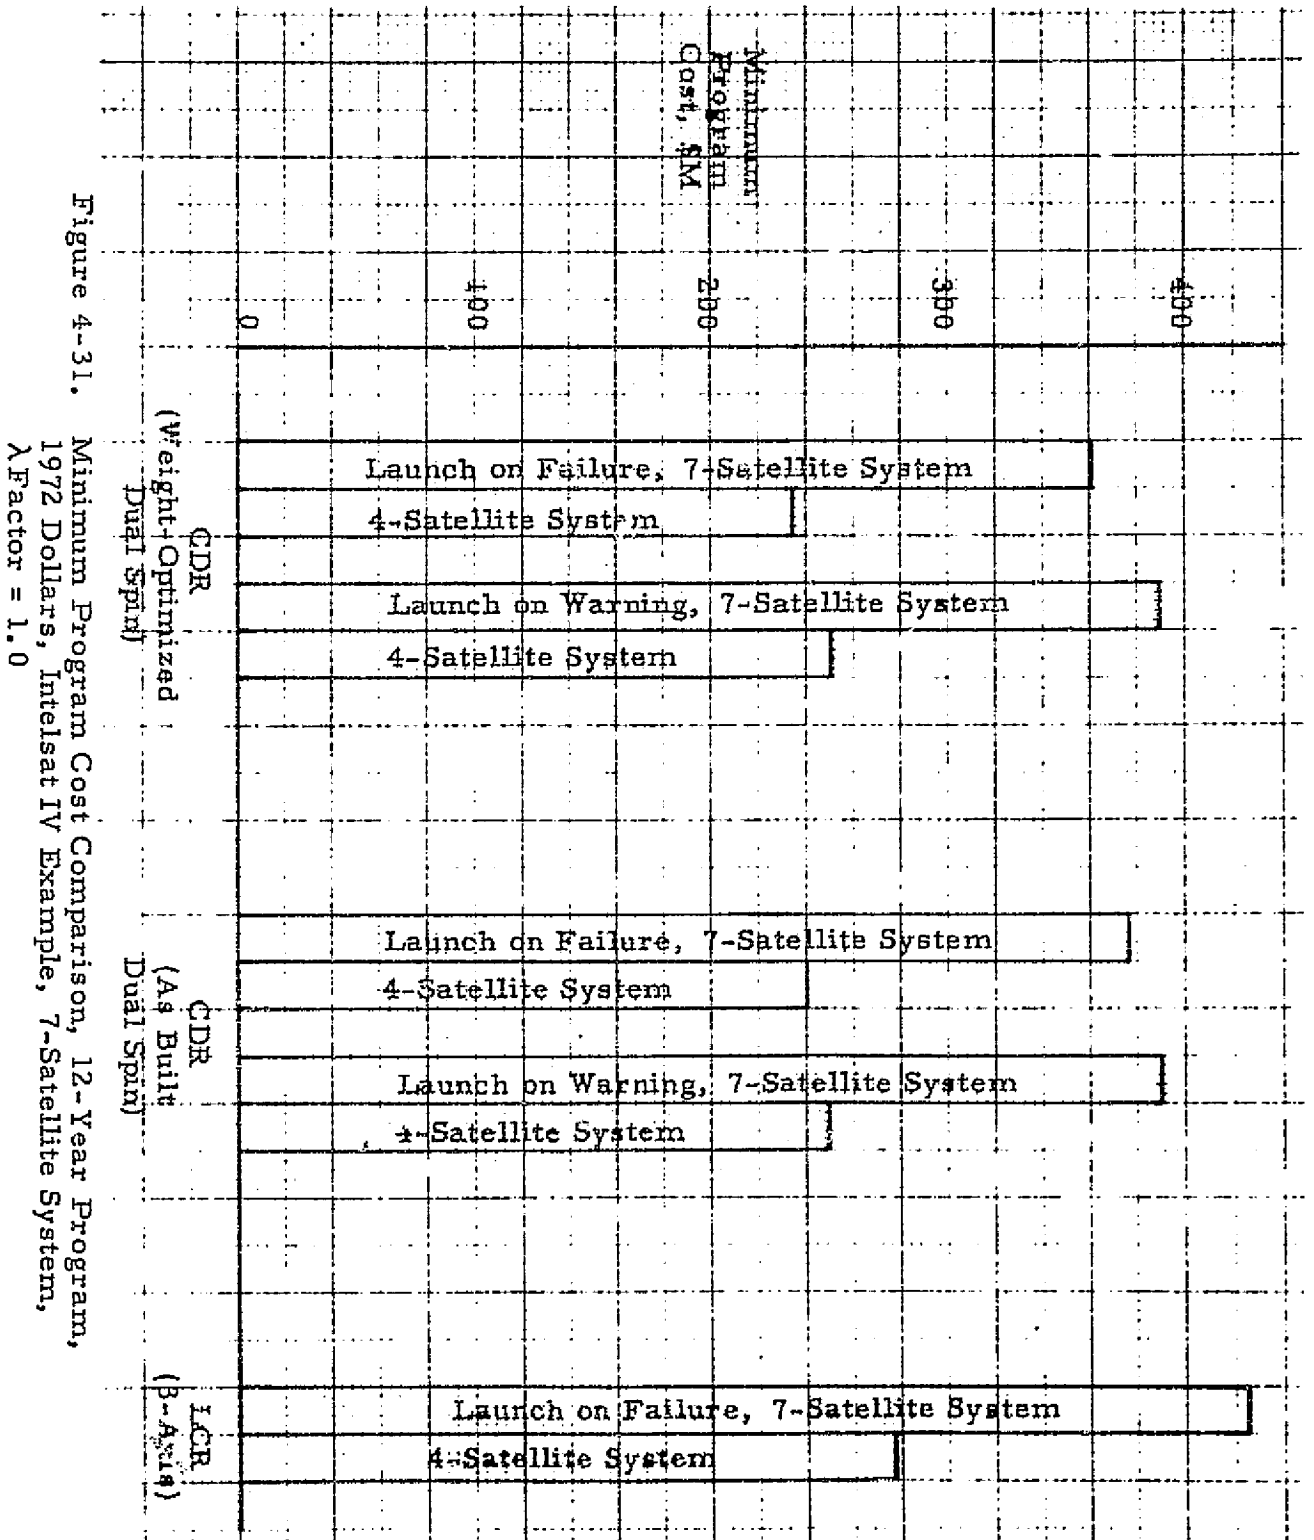 Minimum
Program
Cost, $M
400
300
200
100
0
Launch on Failure, 7-Satellite System
4-Satellite System
Launch on Warning, 7-Satellite System
4-Satellite System
CDR
(Weight-Optimized
Dual Spin)
Launch on Failure, 7-Satellite System
4-Satellite System
Launch on Warning, 7-Satellite System
4-Satellite System
CDR
(As Built
Dual Spin)
Launch on Failure, 7-Satellite System
4-Satellite System
LCR
(3-Axis)
Figure 4-31. Minimum Program Cost Comparison, 12-Year Program,
1972 Dollars, Intelsat IV Example, 7-Satellite System,
λ Factor = 1.0